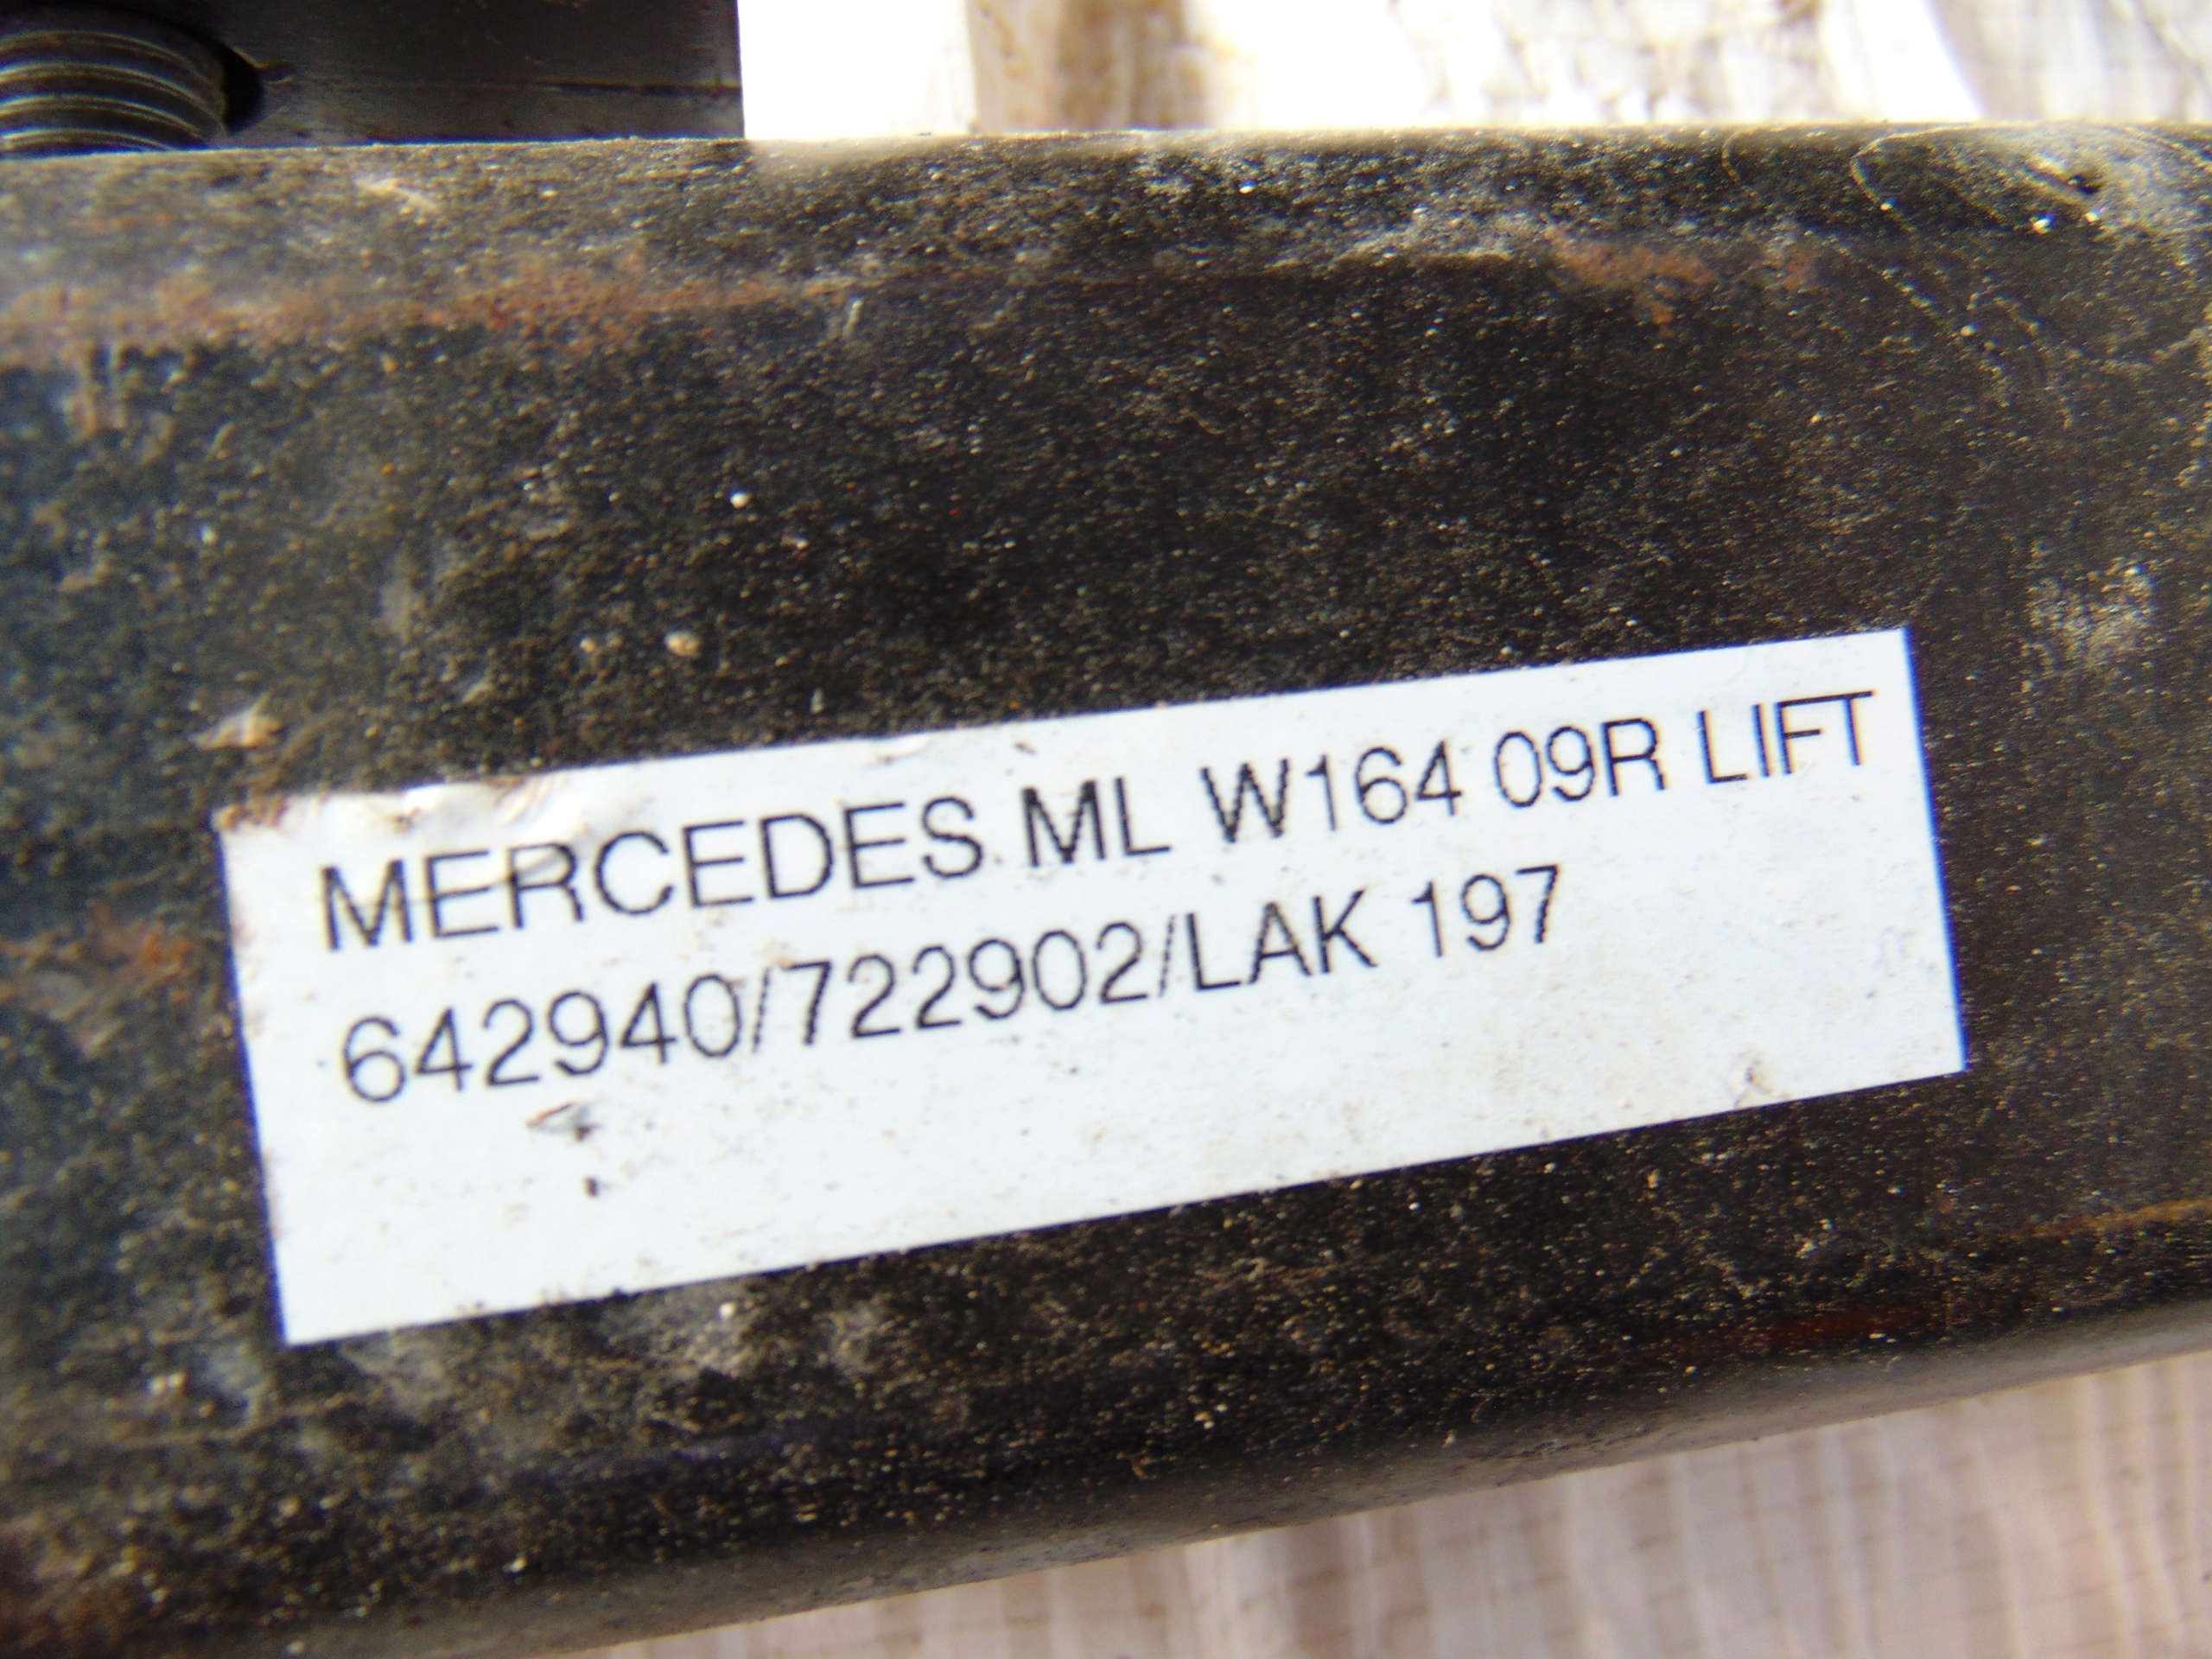 MERCEDES ML W164 09R LIFT
642940/722902/LAK 197